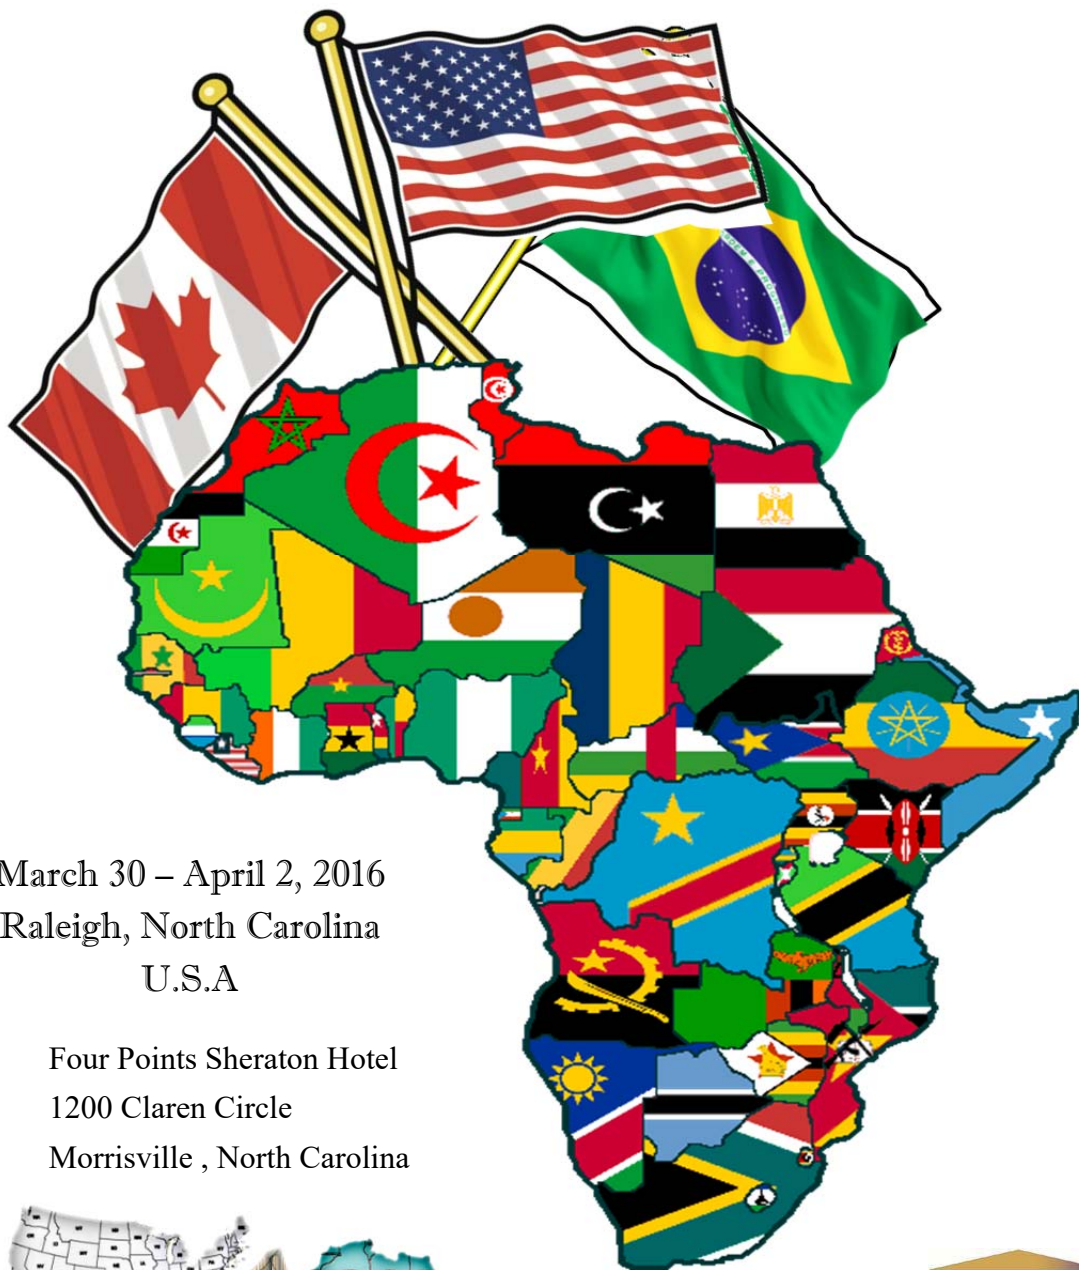 March 30 – April 2, 2016
Raleigh, North Carolina
U.S.A
Four Points Sheraton Hotel
1200 Claren Circle
Morrisville , North Carolina